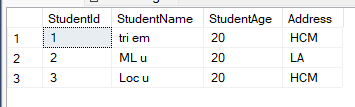 StudentId StudentName StudentAge Address
1 1 tri em 20 HCM
2 2 ML u 20 LA
3 3 Loc u 20 HCM